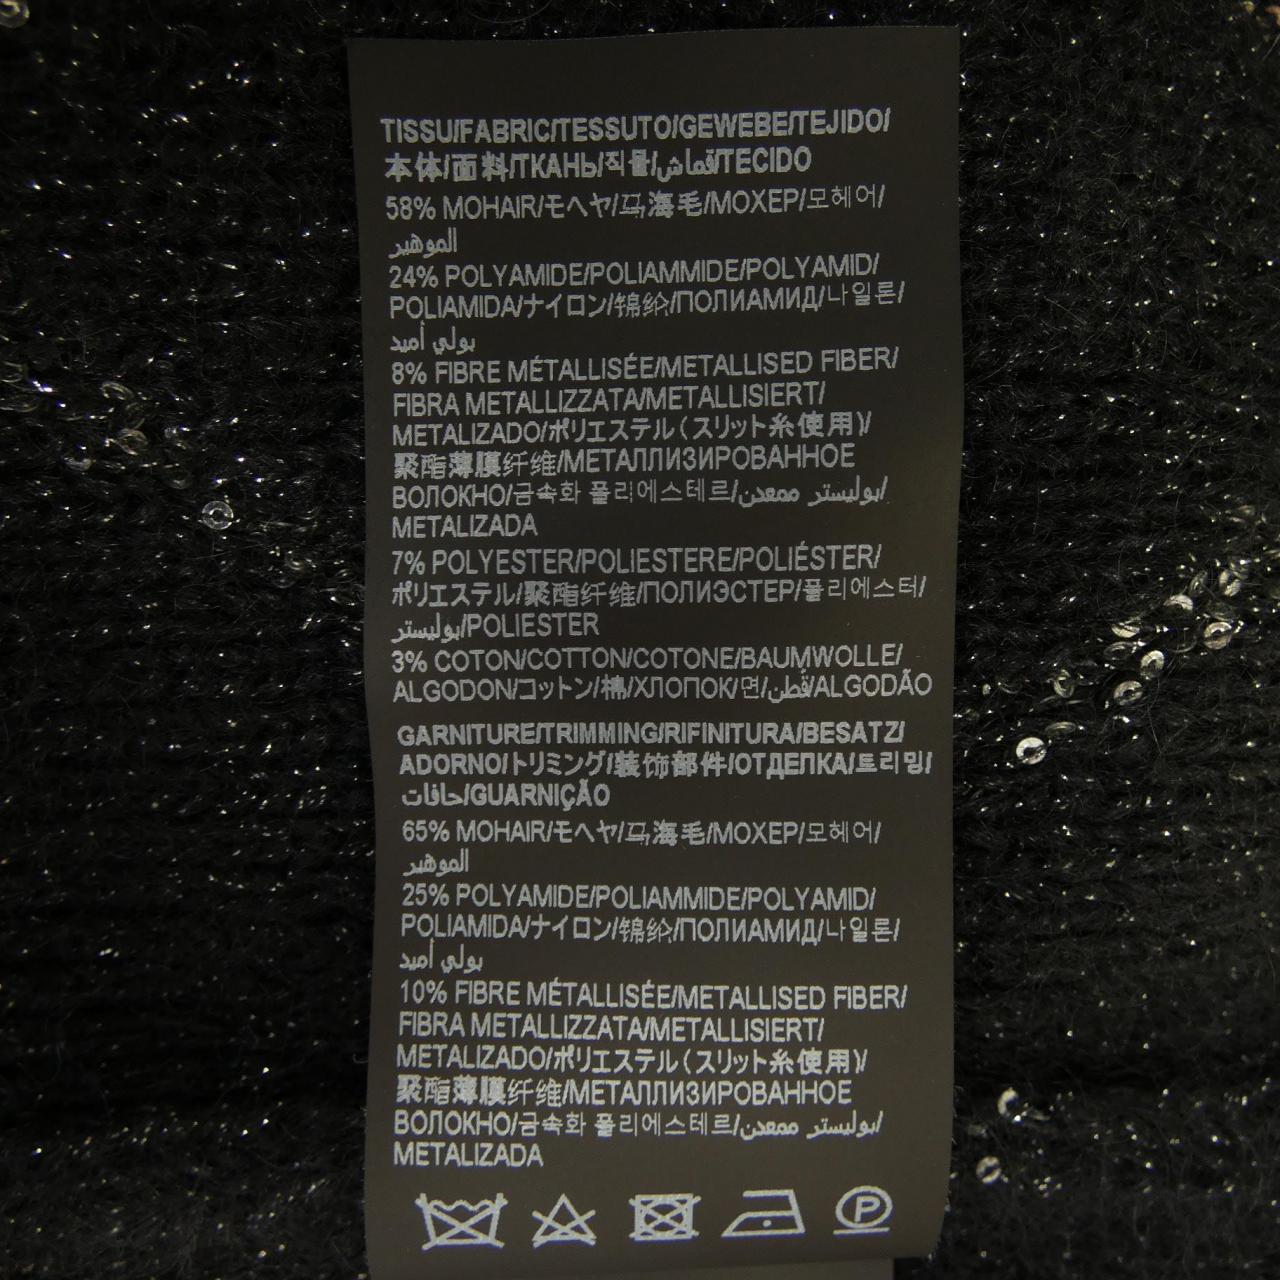 TISSU/FABRIC/TESSUTO/GEWEBE/TEJIDO/
本体/面料/ТКАНЬ/직물/قماش/TECIDO
58% MOHAIR/モヘヤ/马海毛/МОХЕР/모헤어/
الموهير
24% POLYAMIDE/POLIAMMIDE/POLYAMID/
POLIAMIDA/ナイロン/锦纶/ПОЛИАМИД/나일론/
بولي أميد
8% FIBRE MÉTALLISÉE/METALLISED FIBER/
FIBRA METALLIZZATA/METALLISIERT/
METALIZADO/ポリエステル(スリット糸使用)/
聚酯薄膜纤维/МЕТАЛЛИЗИРОВАННОЕ
ВОЛОКНО/금속화 폴리에스테르/بوليستر ممعدن/
METALIZADA
7% POLYESTER/POLIESTERE/POLIÉSTER/
ポリエステル/聚酯纤维/ПОЛИЭСТЕР/폴리에스터/
بوليستر/POLIESTER
3% COTON/COTTON/COTONE/BAUMWOLLE/
ALGODON/コットン/棉/ХЛОПОК/면/قطن/ALGODÃO
GARNITURE/TRIMMING/RIFINITURA/BESATZ/
ADORNO/トリミング/装饰部件/ОТДЕЛКА/트리밍/
حافات/GUARNIÇÃO
65% MOHAIR/モヘヤ/马海毛/МОХЕР/모헤어/
الموهير
25% POLYAMIDE/POLIAMMIDE/POLYAMID/
POLIAMIDA/ナイロン/锦纶/ПОЛИАМИД/나일론/
بولي أميد
10% FIBRE MÉTALLISÉE/METALLISED FIBER/
FIBRA METALLIZZATA/METALLISIERT/
METALIZADO/ポリエステル(スリット糸使用)/
聚酯薄膜纤维/МЕТАЛЛИЗИРОВАННОЕ
ВОЛОКНО/금속화 폴리에스테르/بوليستر ممعدن/
METALIZADA
P